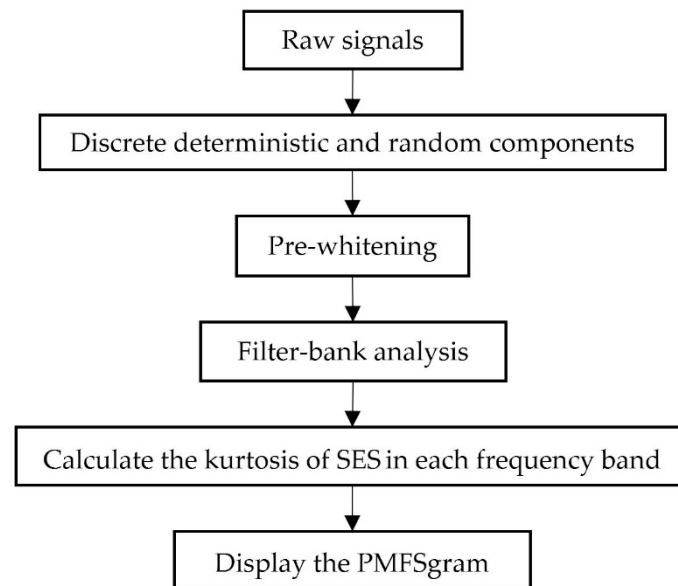 Raw signals
Discrete deterministic and random components
Pre-whitening
Filter-bank analysis
Calculate the kurtosis of SES in each frequency band
Display the PMFSgram